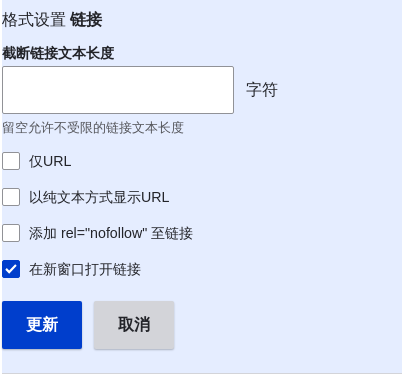 格式设置 链接
截断链接文本长度
字符
留空允许不受限的链接文本长度
仅URL
以纯文本方式显示URL
添加 rel="nofollow" 至链接
在新窗口打开链接
更新 取消